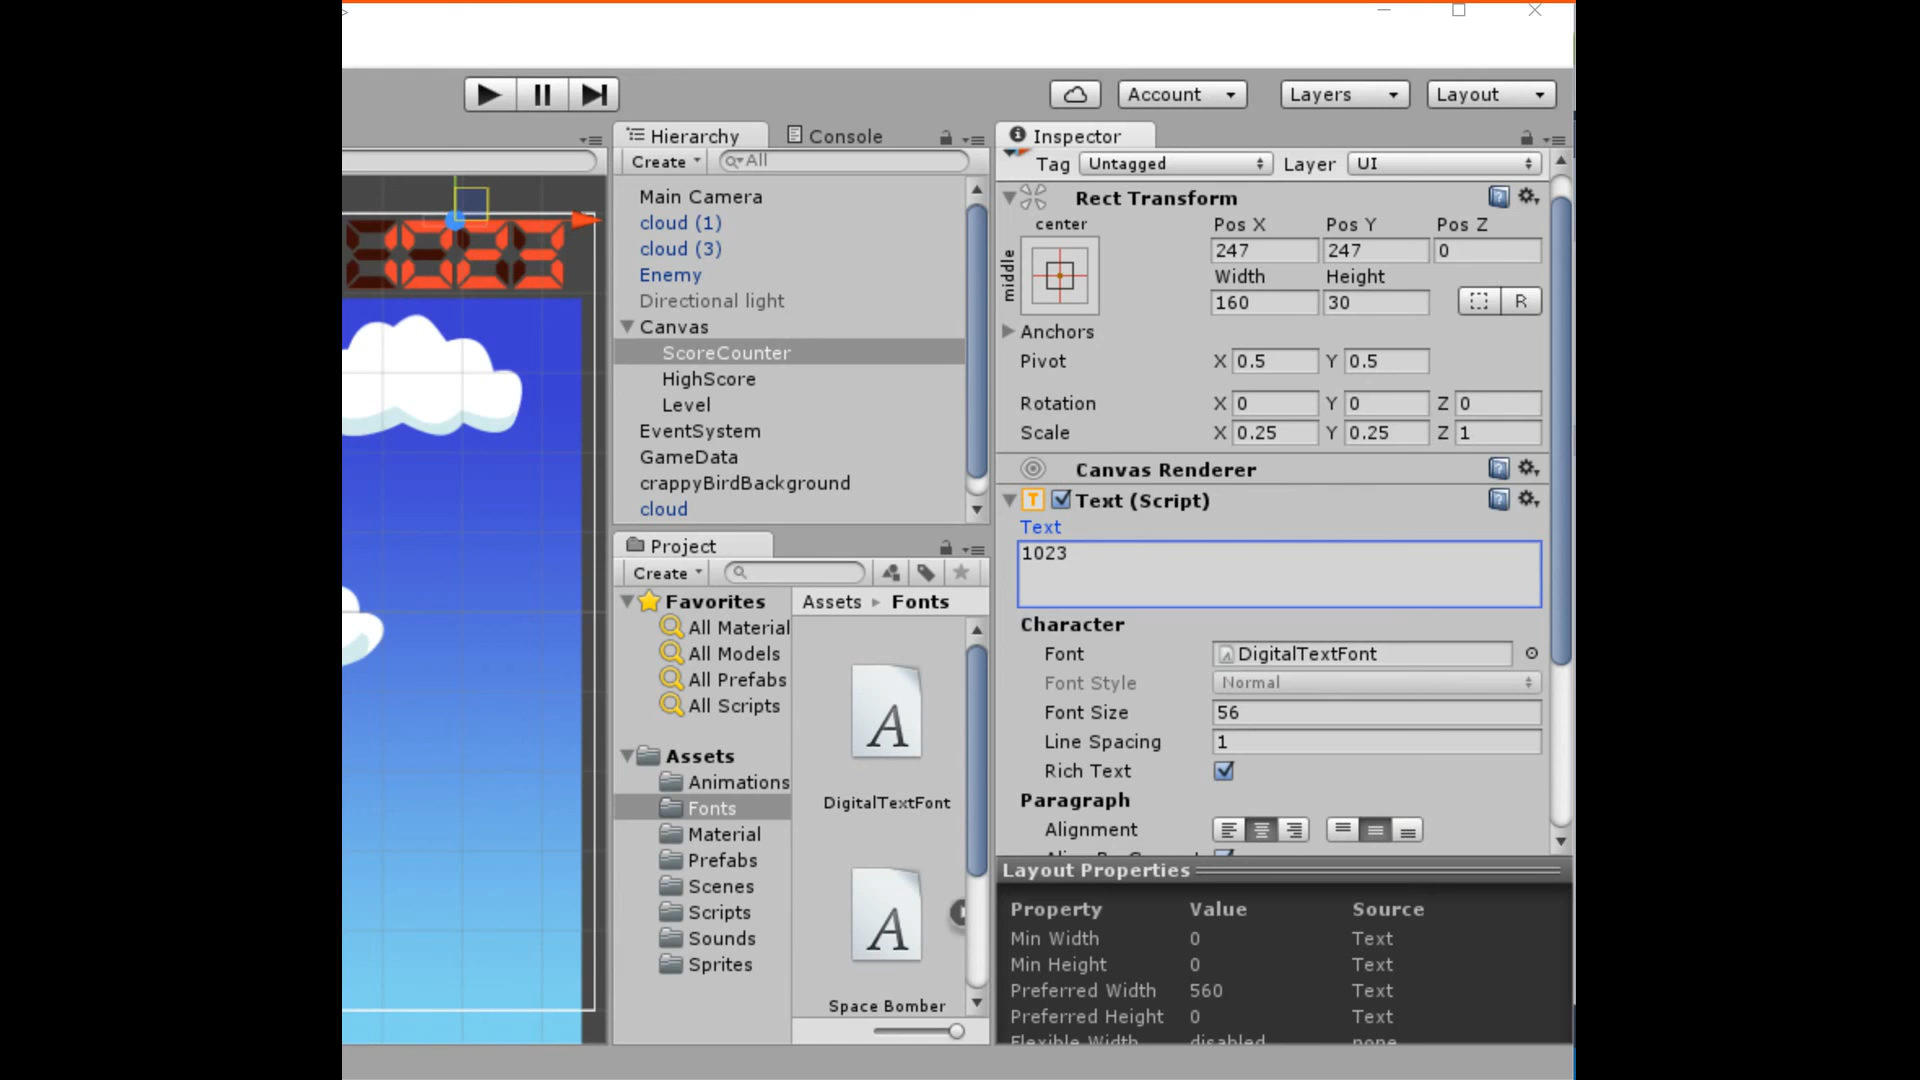 Account
Layers
Layout
Hierarchy
Console
Create
All
Main Camera
cloud (1)
cloud (3)
Enemy
Directional light
Canvas
ScoreCounter
HighScore
Level
EventSystem
GameData
crappyBirdBackground
cloud
Project
Create
Favorites
All Material
All Models
All Prefabs
All Scripts
Assets
Animations
Fonts
Material
Prefabs
Scenes
Scripts
Sounds
Sprites
Assets ▸ Fonts
DigitalTextFont
Space Bomber
Inspector
Tag Untagged Layer UI
Rect Transform
center
middle
Pos X Pos Y Pos Z
247 247 0
Width Height
160 30
R
Anchors
Pivot X 0.5 Y 0.5
Rotation X 0 Y 0 Z 0
Scale X 0.25 Y 0.25 Z 1
Canvas Renderer
T Text (Script)
Text
1023
Character
Font DigitalTextFont
Font Style Normal
Font Size 56
Line Spacing 1
Rich Text
Paragraph
Alignment
Layout Properties
Property Value Source
Min Width 0 Text
Min Height 0 Text
Preferred Width 560 Text
Preferred Height 0 Text
Flexible Width disabled none
1023